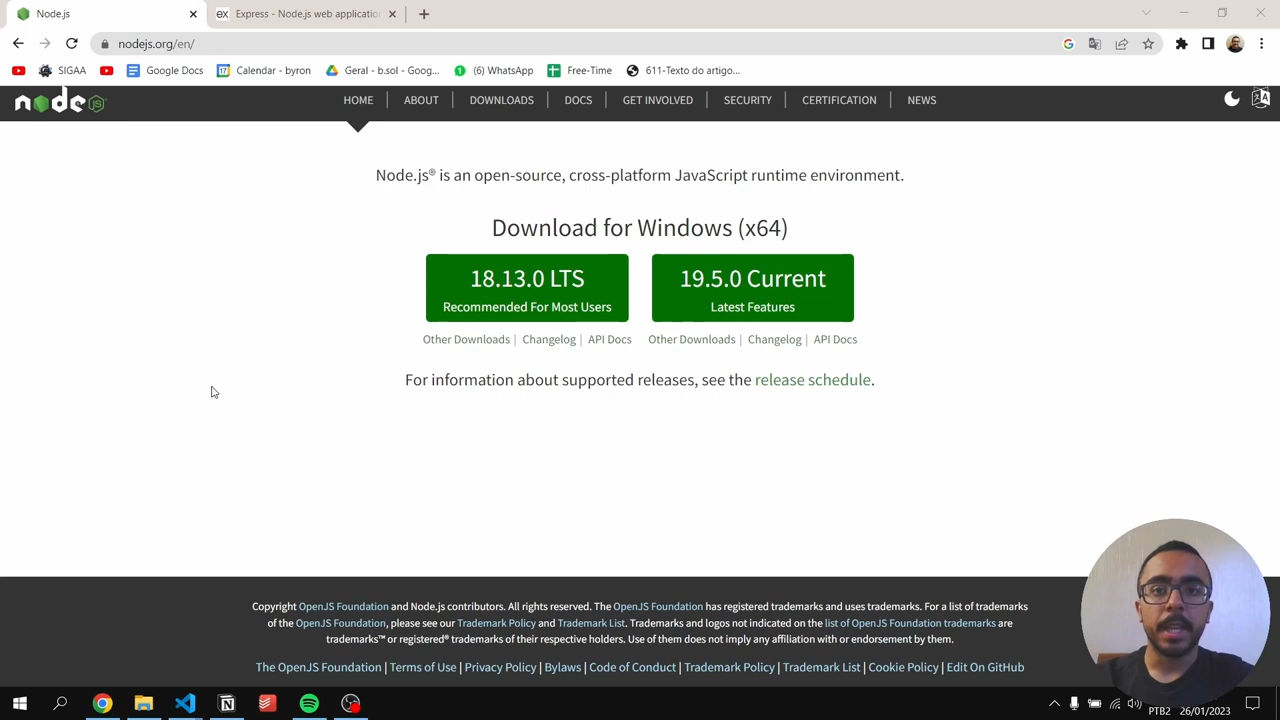 Node.js
Express - Node.js web application
nodejs.org/en/
SIGAA
Google Docs
Calendar - byron
Geral - b.sol - Goog...
(6) WhatsApp
Free-Time
611-Texto do artigo...
node JS
HOME
ABOUT
DOWNLOADS
DOCS
GET INVOLVED
SECURITY
CERTIFICATION
NEWS
Node.js® is an open-source, cross-platform JavaScript runtime environment.
Download for Windows (x64)
18.13.0 LTS
Recommended For Most Users
19.5.0 Current
Latest Features
Other Downloads | Changelog | API Docs
Other Downloads | Changelog | API Docs
For information about supported releases, see the release schedule.
Copyright OpenJS Foundation and Node.js contributors. All rights reserved. The OpenJS Foundation has registered trademarks and uses trademarks. For a list of trademarks
of the OpenJS Foundation, please see our Trademark Policy and Trademark List. Trademarks and logos not indicated on the list of OpenJS Foundation trademarks are
trademarks™ or registered® trademarks of their respective holders. Use of them does not imply any affiliation with or endorsement by them.
The OpenJS Foundation | Terms of Use | Privacy Policy | Bylaws | Code of Conduct | Trademark Policy | Trademark List | Cookie Policy | Edit On GitHub
PTB2
26/01/2023